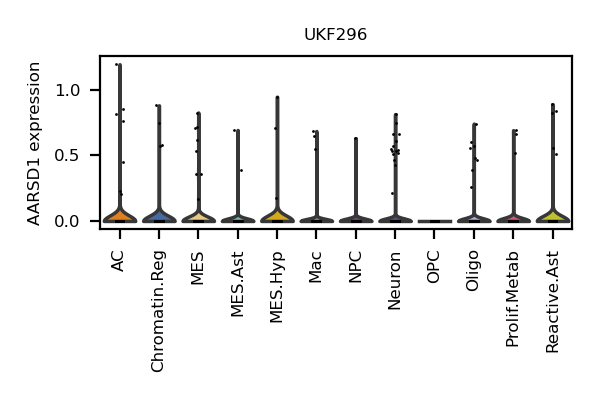 UKF296
AARSD1 expression
1.0
0.5
0.0
AC
Chromatin.Reg
MES
MES.Ast
MES.Hyp
Mac
NPC
Neuron
OPC
Oligo
Prolif.Metab
Reactive.Ast